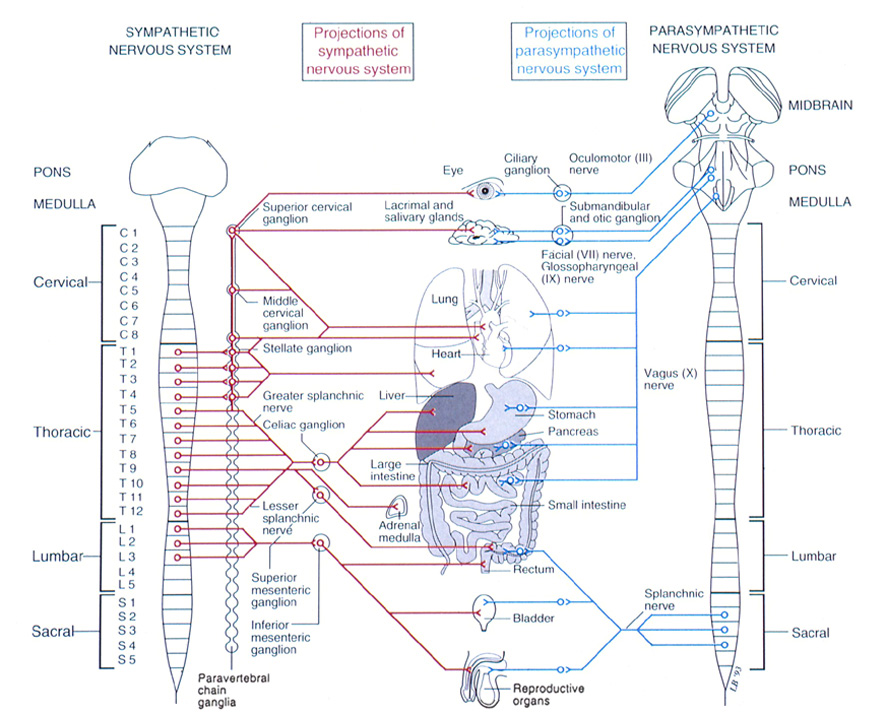 SYMPATHETIC
NERVOUS SYSTEM
Projections of
sympathetic
nervous system
Projections of
parasympathetic
nervous system
PARASYMPATHETIC
NERVOUS SYSTEM
MIDBRAIN
PONS
MEDULLA
PONS
MEDULLA
Eye
Ciliary
ganglion
Oculomotor (III)
nerve
Superior cervical
ganglion
Lacrimal and
salivary glands
Submandibular
and otic ganglion
Facial (VII) nerve,
Glossopharyngeal
(IX) nerve
Cervical
C 1
C 2
C 3
C 4
C 5
C 6
C 7
C 8
Middle
cervical
ganglion
Stellate ganglion
Lung
Heart
Cervical
Thoracic
T 1
T 2
T 3
T 4
T 5
T 6
T 7
T 8
T 9
T 10
T 11
T 12
Greater splanchnic
nerve
Celiac ganglion
Liver
Stomach
Pancreas
Large
intestine
Small intestine
Vagus (X)
nerve
Thoracic
Lesser
splanchnic
nerve
Adrenal
medulla
Lumbar
L 1
L 2
L 3
L 4
L 5
Superior
mesenteric
ganglion
Rectum
Lumbar
Sacral
S 1
S 2
S 3
S 4
S 5
Inferior
mesenteric
ganglion
Bladder
Splanchnic
nerve
Sacral
Paravertebral
chain
ganglia
Reproductive
organs
LB '93